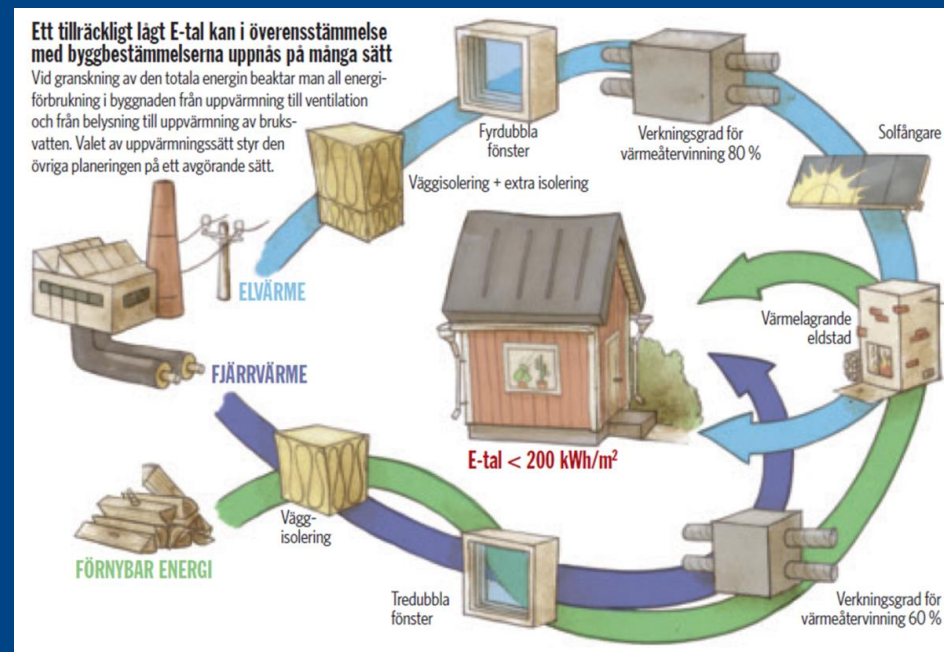 Ett tillräckligt lågt E-tal kan i överensstämmelse
med byggbestämmelserna uppnås på många sätt
Vid granskning av den totala energin beaktar man all energi-
förbrukning i byggnaden från uppvärmning till ventilation
och från belysning till uppvärmning av bruks-
vatten. Valet av uppvärmningssätt styr den
övriga planeringen på ett avgörande sätt.
Fyrdubbla
fönster
Verkningsgrad för
värmeåtervinning 80 %
Solfångare
Väggisolering + extra isolering
ELVÄRME
Värmelagrande
eldstad
FJÄRRVÄRME
E-tal < 200 kWh/m²
Vägg-
isolering
FÖRNYBAR ENERGI
Tredubbla
fönster
Verkningsgrad för
värmeåtervinning 60 %